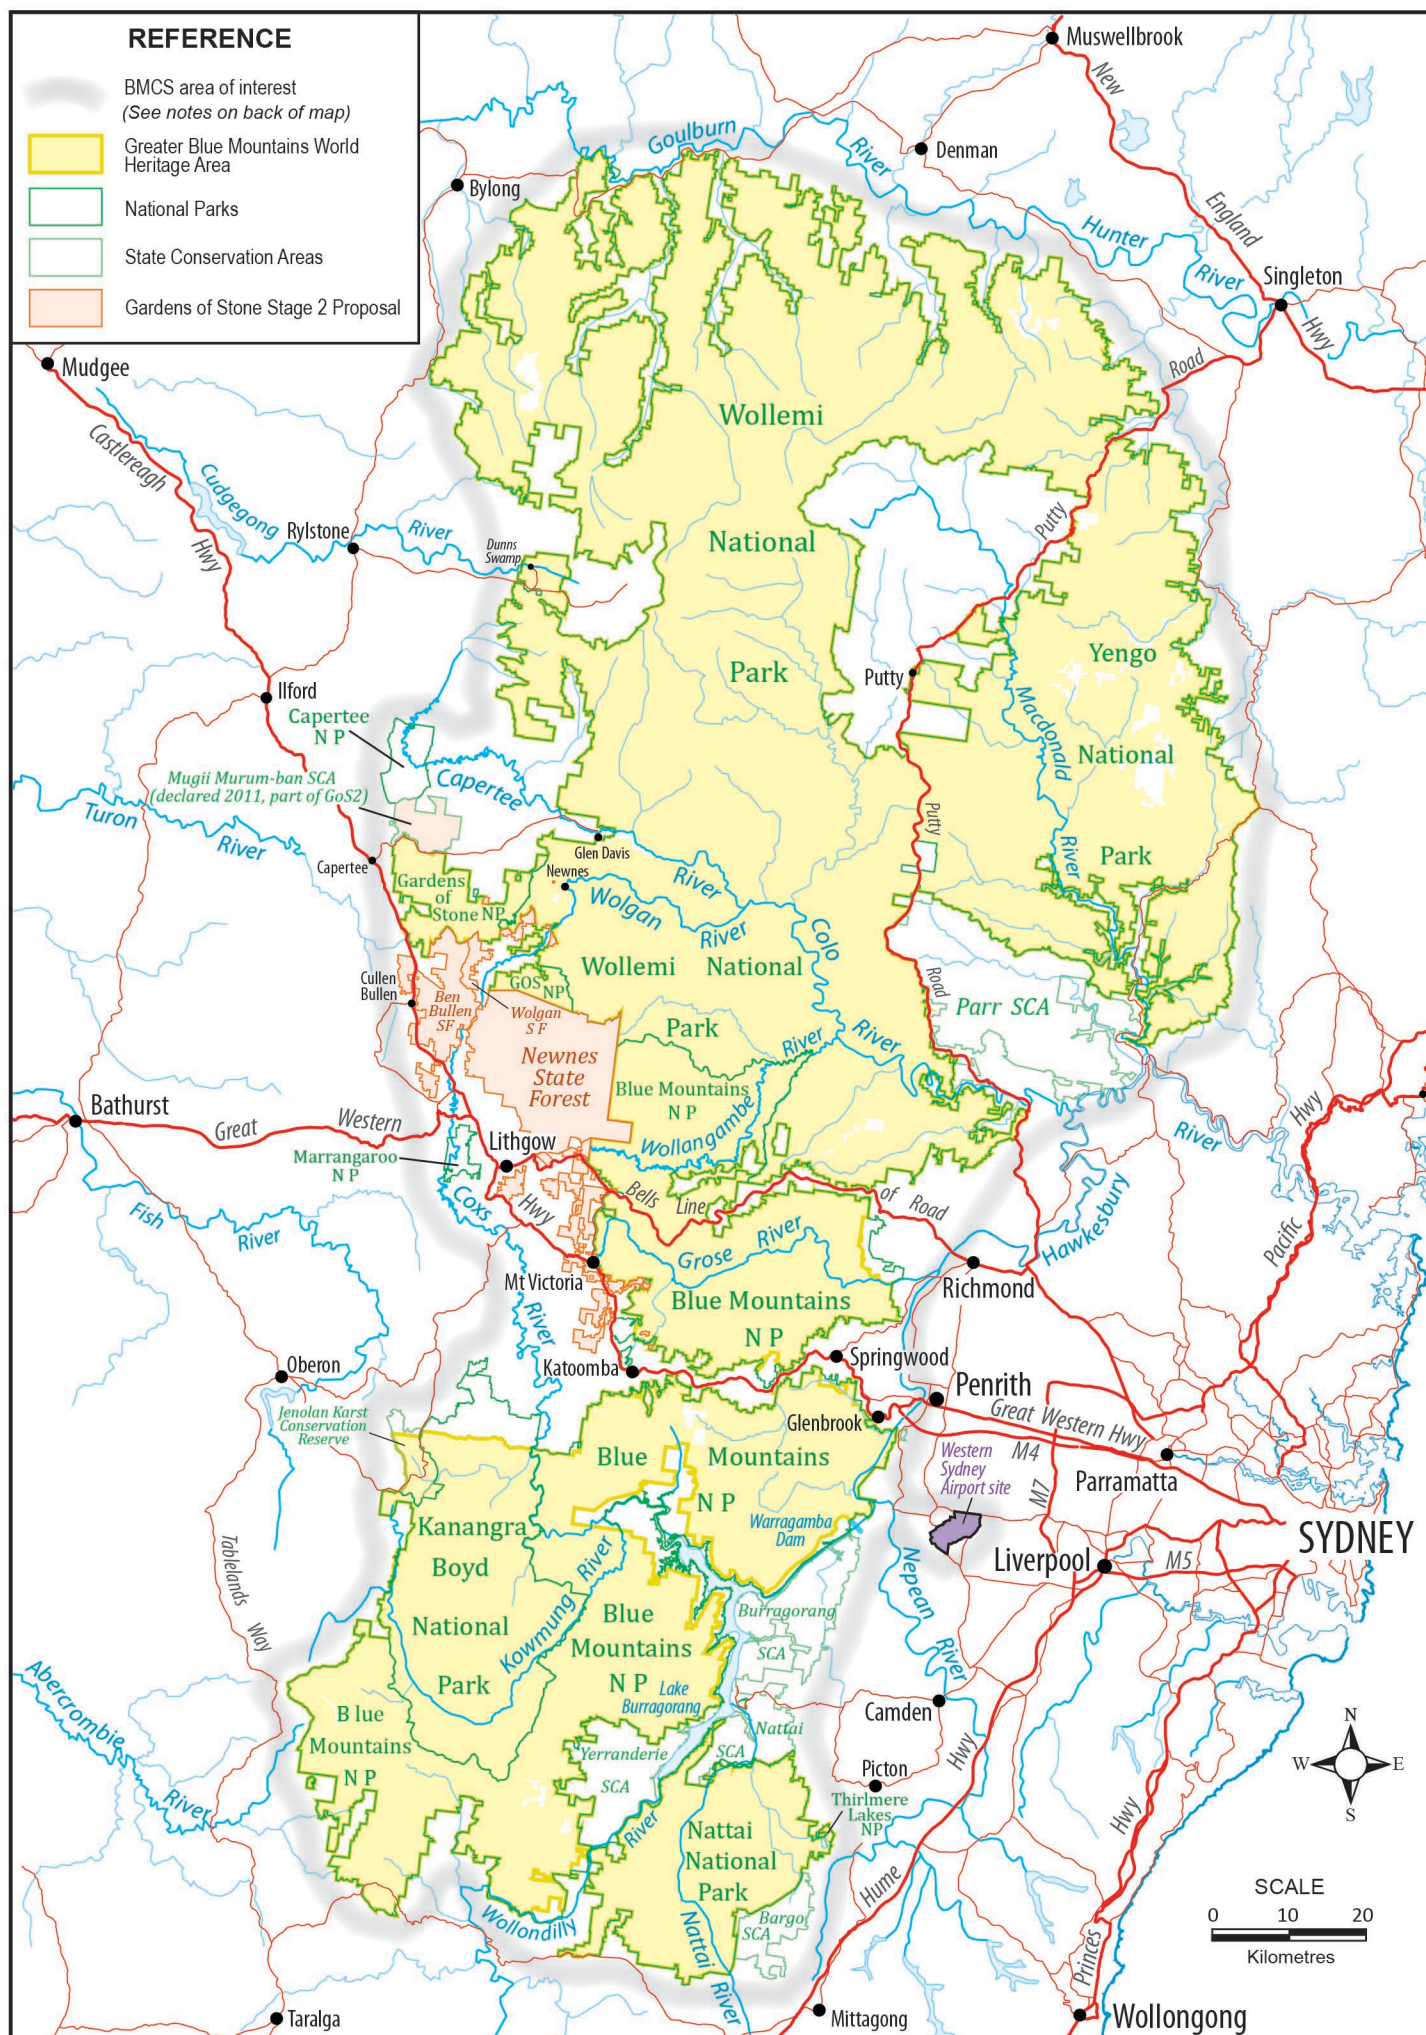 REFERENCE
BMCS area of interest
(See notes on back of map)
Greater Blue Mountains World
Heritage Area
National Parks
State Conservation Areas
Gardens of Stone Stage 2 Proposal
Muswellbrook
New
Goulburn
River
Denman
Bylong
England
Hunter
River
Singleton
Hwy
Mudgee
Road
Castlereagh
Wollemi
Cudgegong
Rylstone
River
Dunns
Swamp
Hwy
National
Putty
Yengo
Park
Putty
Ilford
Capertee
N P
Macdonald
National
Mugii Murum-ban SCA
(declared 2011, part of GoS2)
Capertee
Turon
River
Putty
River
Park
Capertee
Glen Davis
Newnes
Gardens
of
Stone NP
River
Wolgan
River
Colo
Wollemi National
Road
Cullen
Bullen
GOS NP
Ben
Bullen
SF
Wolgan
S F
Parr SCA
Park
River
River
Newnes
State
Forest
Blue Mountains
N P
Bathurst
Great
Western
Wollangambe
Hwy
River
Lithgow
Marrangaroo
N P
Bells
Line
of Road
Coxs
Hwy
Fish
River
Hawkesbury
Pacific
Grose
River
Mt Victoria
Richmond
Blue Mountains
N P
River
Oberon
Katoomba
Springwood
Penrith
Jenolan Karst
Conservation
Reserve
Glenbrook
Great Western Hwy
M4
Blue
Mountains
Western
Sydney
Airport site
M7
Parramatta
N P
Kanangra
Warragamba
Dam
SYDNEY
Boyd
River
Liverpool
M5
Tablelands
Way
National
Kowmung
Blue
Mountains
N P
Burragorang
SCA
Nepean
River
Park
Lake
Burragorang
Abercrombie
River
Blue
Mountains
N P
Nattai
SCA
Camden
Hwy
N
W
E
S
Yerranderie
SCA
Picton
Thirlmere
Lakes
NP
River
Hwy
Nattai
National
Park
Hume
SCALE
0 10 20
Kilometres
Wollondilly
Bargo
SCA
Nattai
River
Princes
Taralga
Mittagong
Wollongong